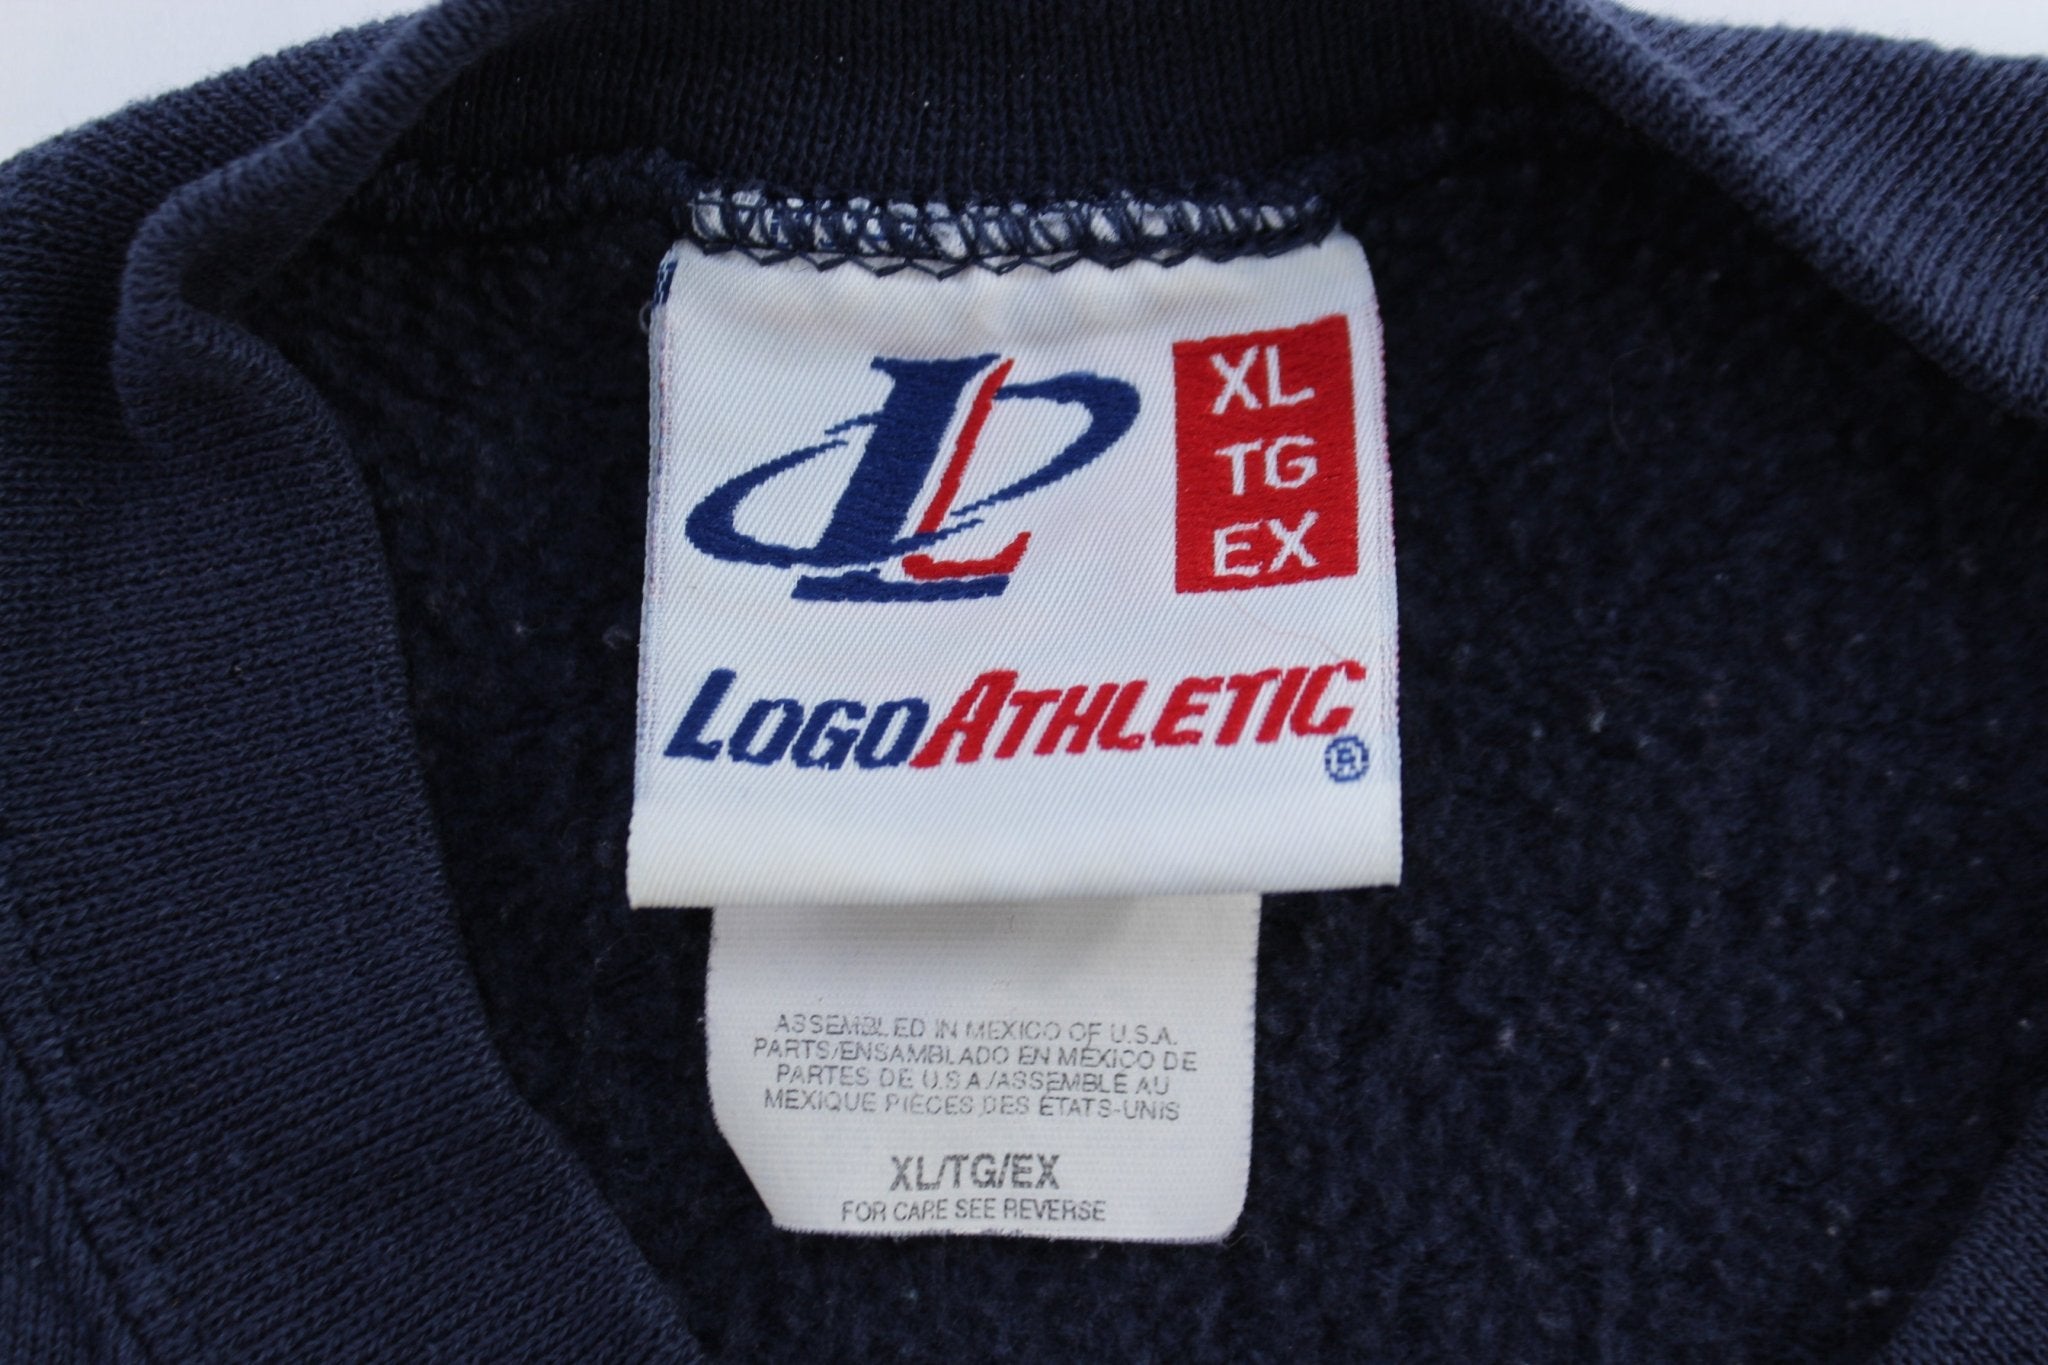 L
XL
TG
EX
LOGOATHLETIC®
ASSEMBLED IN MEXICO OF U.S.A.
PARTS/ENSAMBLADO EN MÉXICO DE
PARTES DE U.S.A./ASSEMBLÉ AU
MEXIQUE PIÈCES DES ÉTATS-UNIS
XL/TG/EX
FOR CARE SEE REVERSE